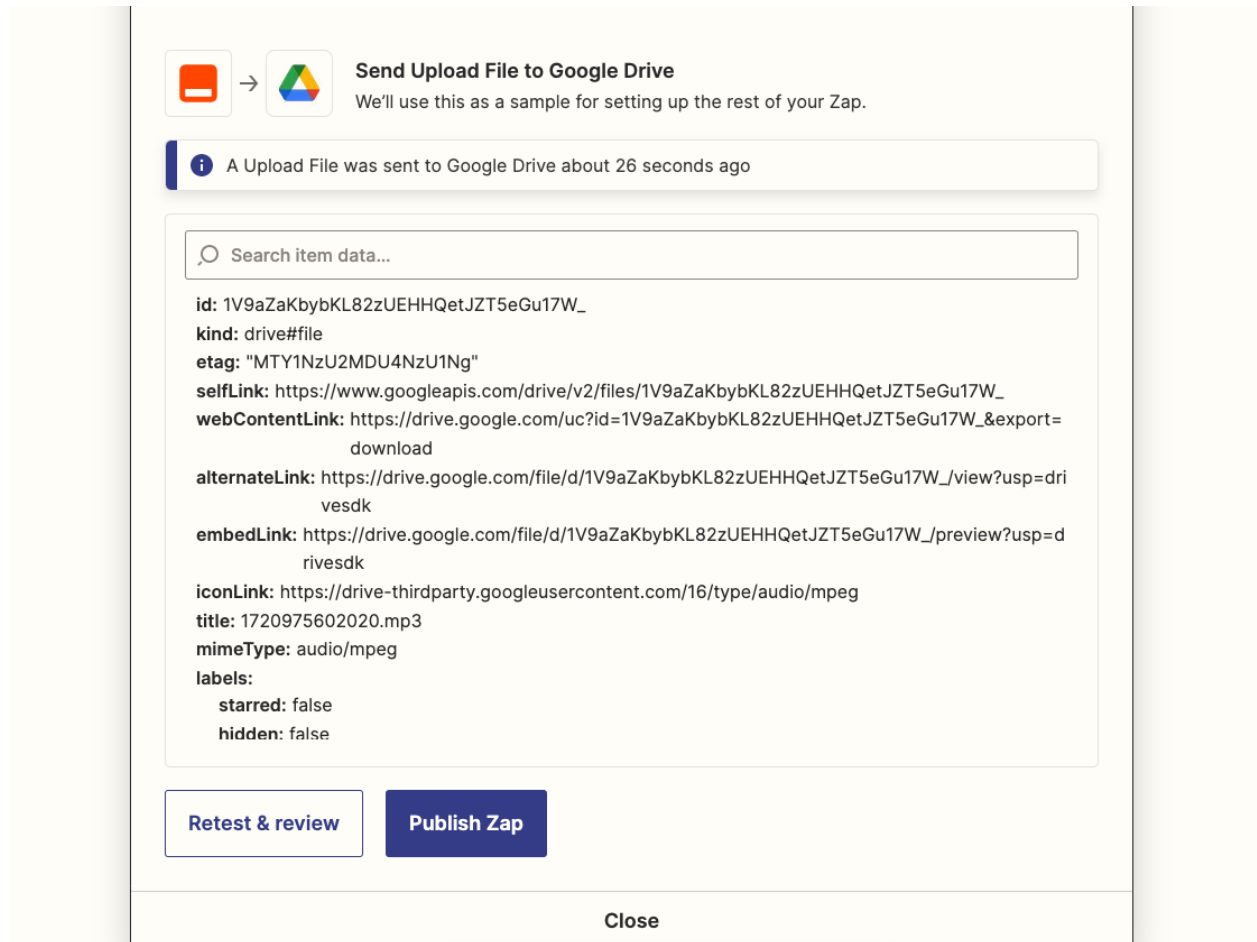 Send Upload File to Google Drive
We’ll use this as a sample for setting up the rest of your Zap.
A Upload File was sent to Google Drive about 26 seconds ago
Search item data...
id: 1V9aZaKbybKL82zUEHHQetJZT5eGu17W_
kind: drive#file
etag: "MTY1NzU2MDU4NzU1Ng"
selfLink: https://www.googleapis.com/drive/v2/files/1V9aZaKbybKL82zUEHHQetJZT5eGu17W_
webContentLink: https://drive.google.com/uc?id=1V9aZaKbybKL82zUEHHQetJZT5eGu17W_&export=
download
alternateLink: https://drive.google.com/file/d/1V9aZaKbybKL82zUEHHQetJZT5eGu17W_/view?usp=dri
vesdk
embedLink: https://drive.google.com/file/d/1V9aZaKbybKL82zUEHHQetJZT5eGu17W_/preview?usp=d
rivesdk
iconLink: https://drive-thirdparty.googleusercontent.com/16/type/audio/mpeg
title: 1720975602020.mp3
mimeType: audio/mpeg
labels:
starred: false
hidden: false
Retest & review
Publish Zap
Close